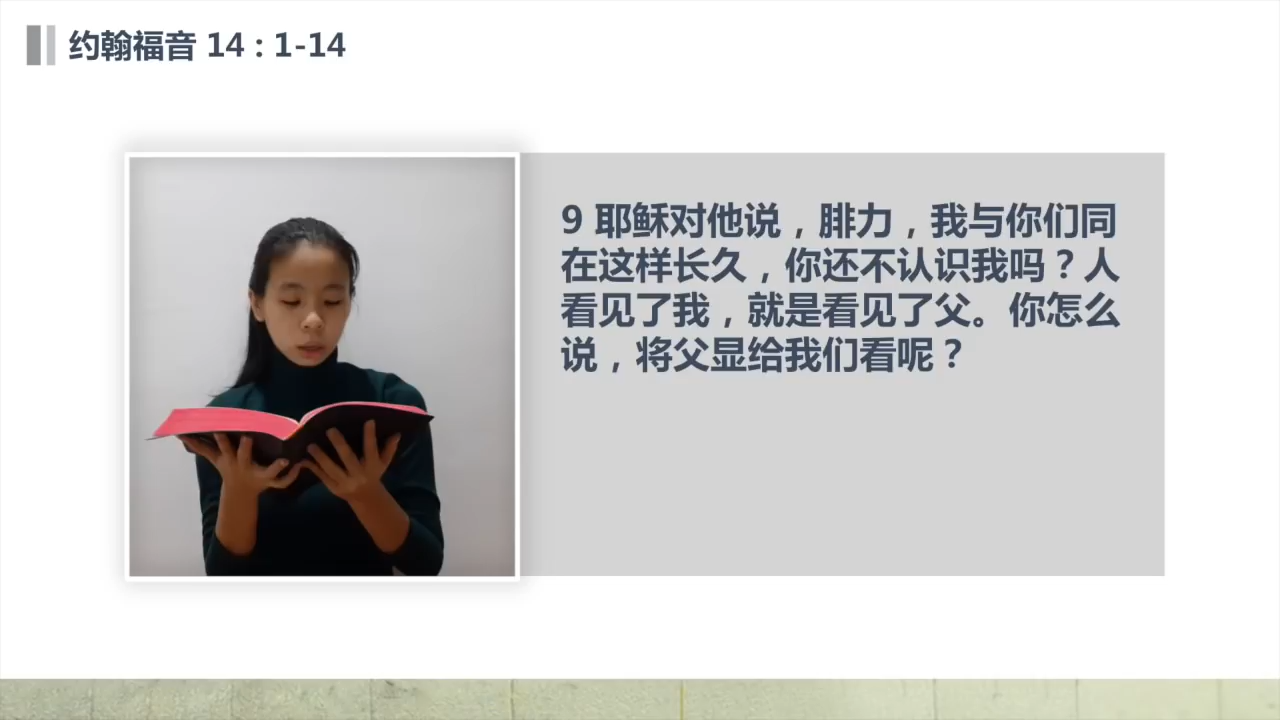 约翰福音 14 : 1-14
9 耶稣对他说，腓力，我与你们同
在这样长久，你还不认识我吗？人
看见了我，就是看见了父。你怎么
说，将父显给我们看呢？